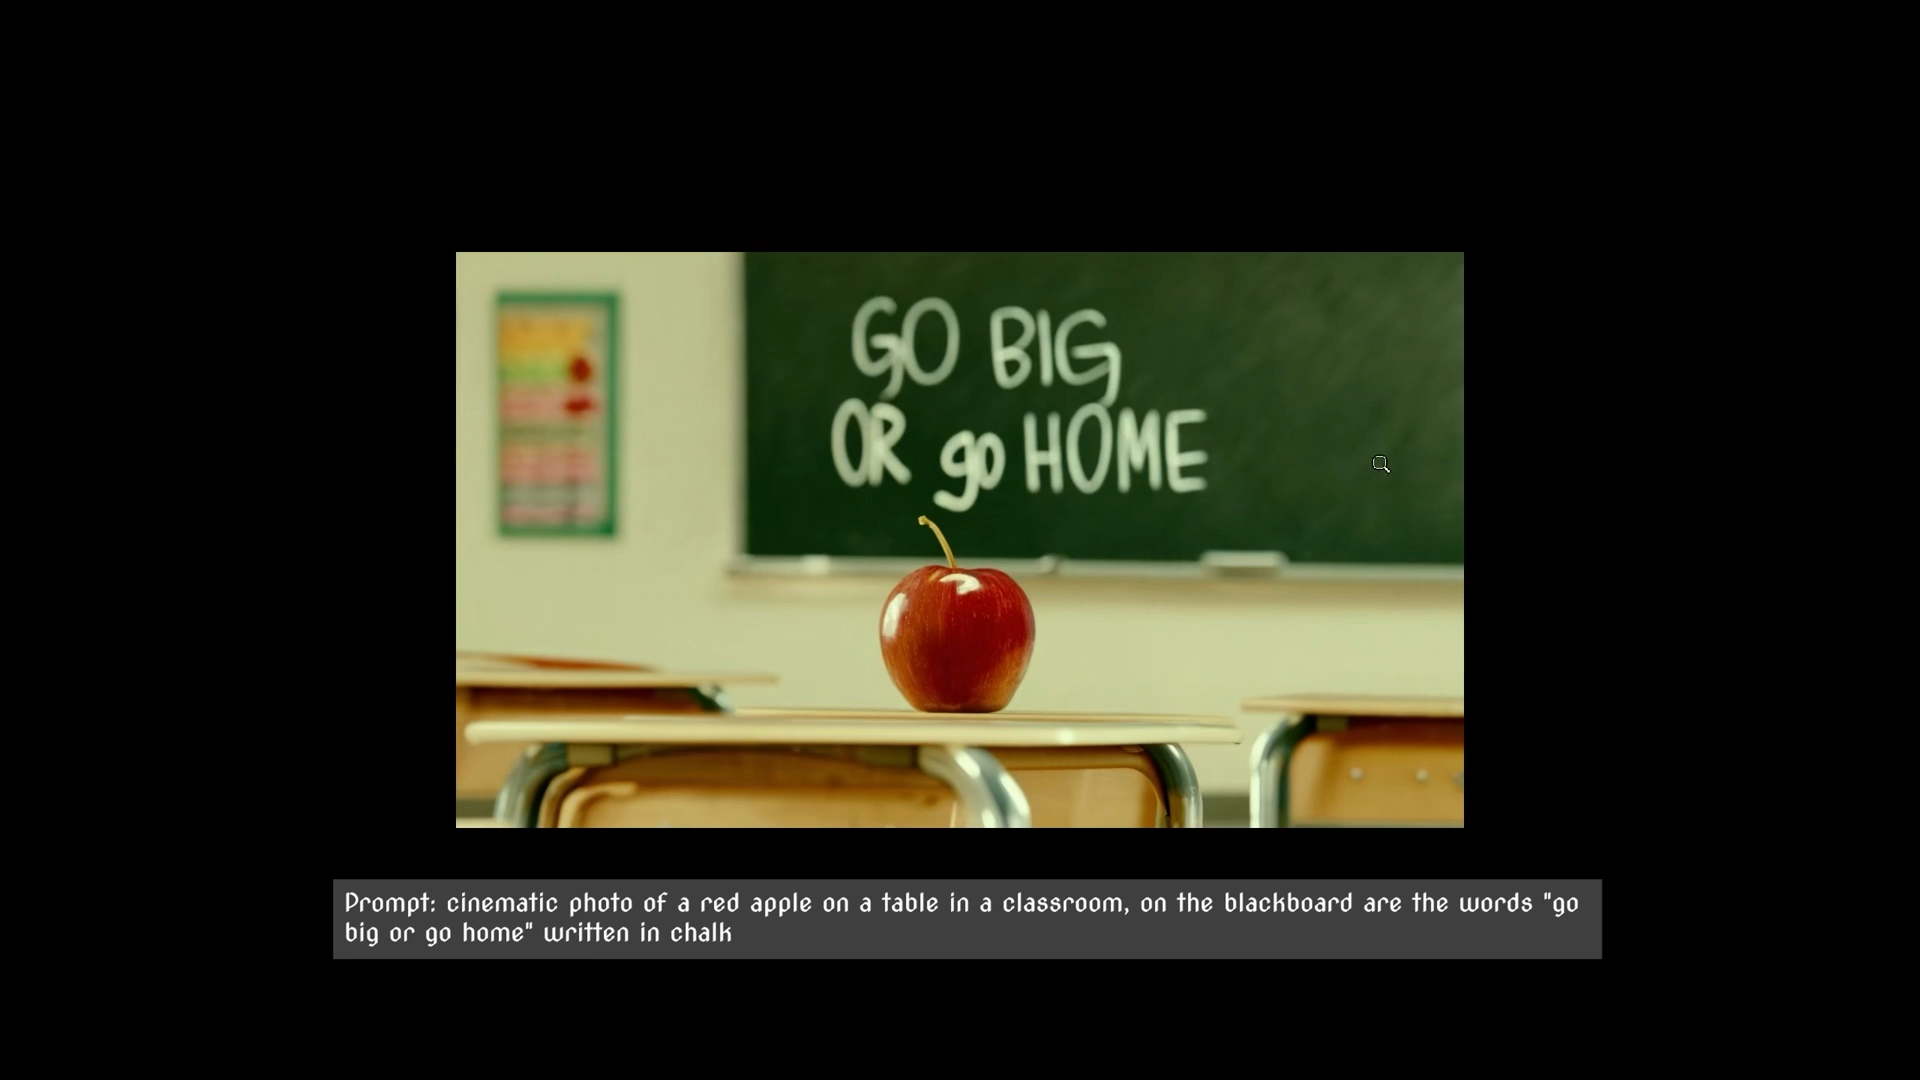 GO BIG
OR go HOME
Prompt: cinematic photo of a red apple on a table in a classroom, on the blackboard are the words "go
big or go home" written in chalk